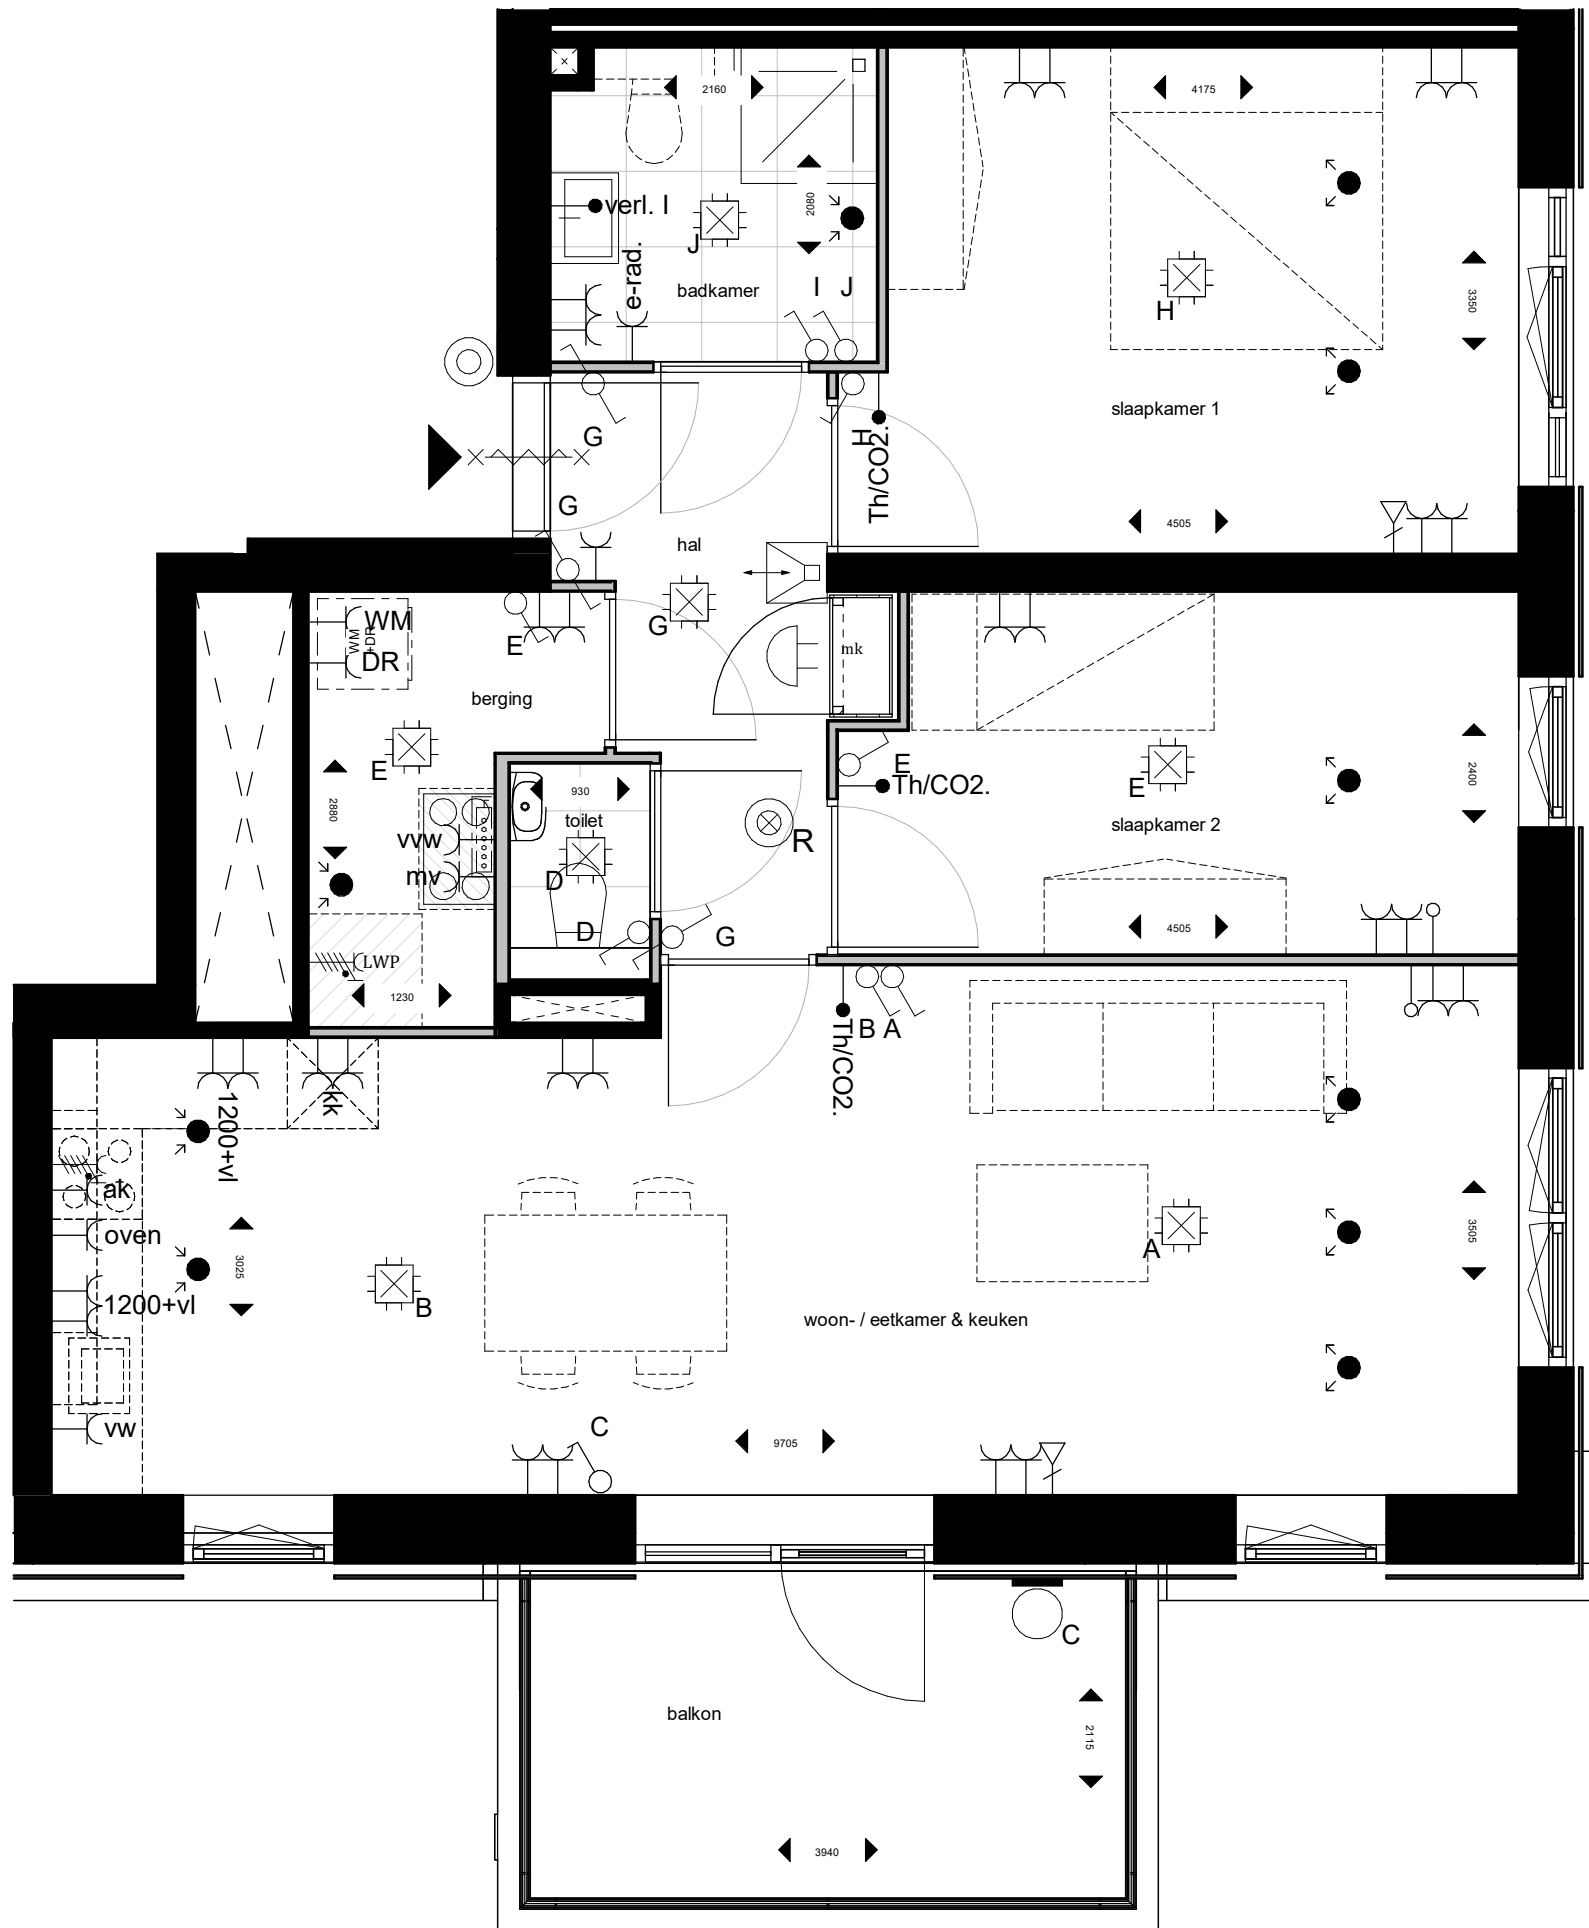 2160
4175
verl. I
2080
J
e-rad.
badkamer
I J
H
3350
slaapkamer 1
G
H
Th/CO2.
G
4505
hal
WM
WM
+DR
DR
E
G
mk
berging
E
E
Th/CO2.
2880
930
toilet
E
2400
vvw
R
slaapkamer 2
mv
D
D
G
4505
LWP
1230
B A
Th/CO2.
1200+vl
kk
ak
oven
3025
A
3505
1200+vl
B
woon- / eetkamer & keuken
vw
C
9705
C
balkon
2115
3940